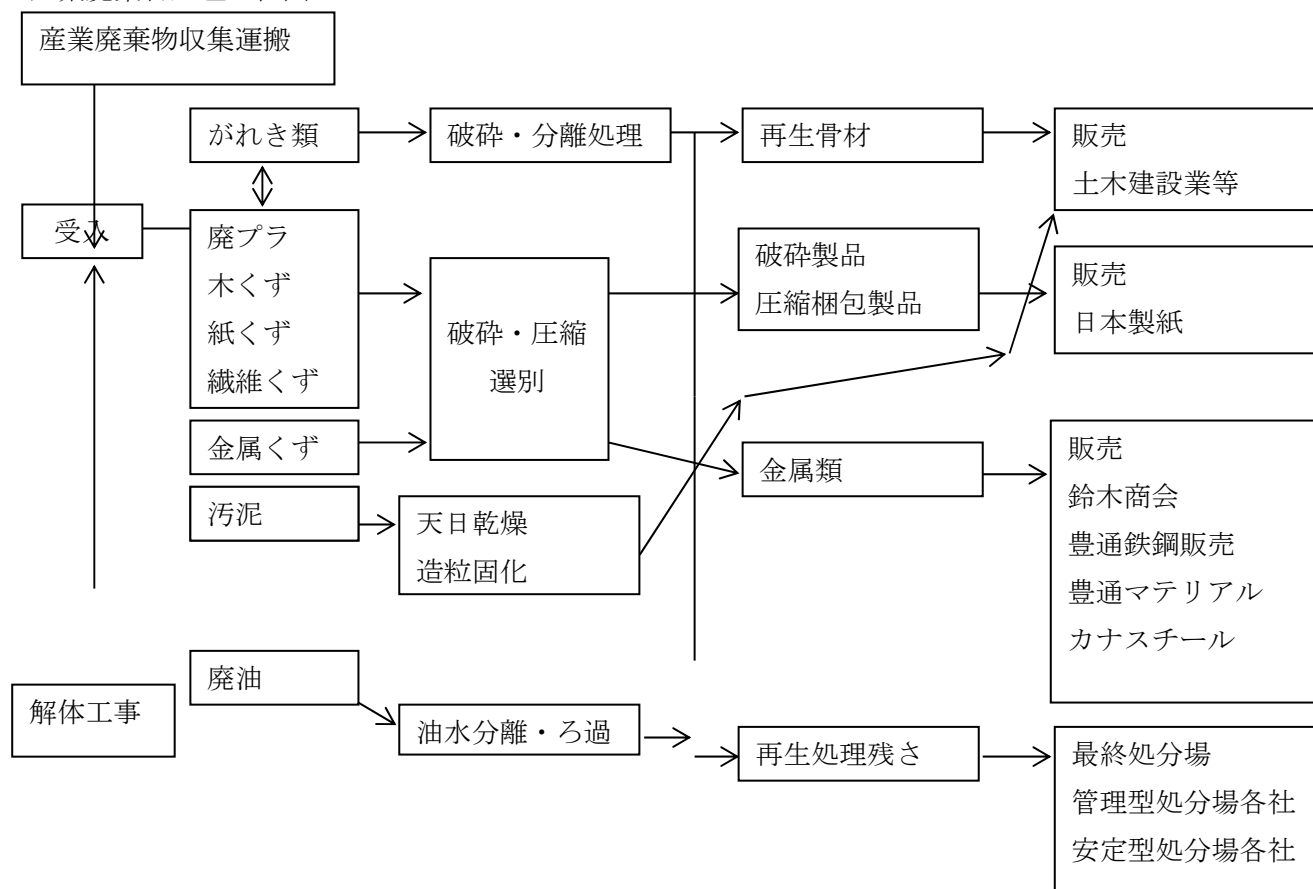 産業廃棄物収集運搬
がれき類
破砕・分離処理
再生骨材
販売
土木建設業等
受入
廃プラ
木くず
紙くず
繊維くず
破砕・圧縮
選別
破砕製品
圧縮梱包製品
販売
日本製紙
金属くず
金属類
販売
鈴木商会
豊通鉄鋼販売
豊通マテリアル
カナスチール
汚泥
天日乾燥
造粒固化
廃油
解体工事
油水分離・ろ過
再生処理残さ
最終処分場
管理型処分場各社
安定型処分場各社